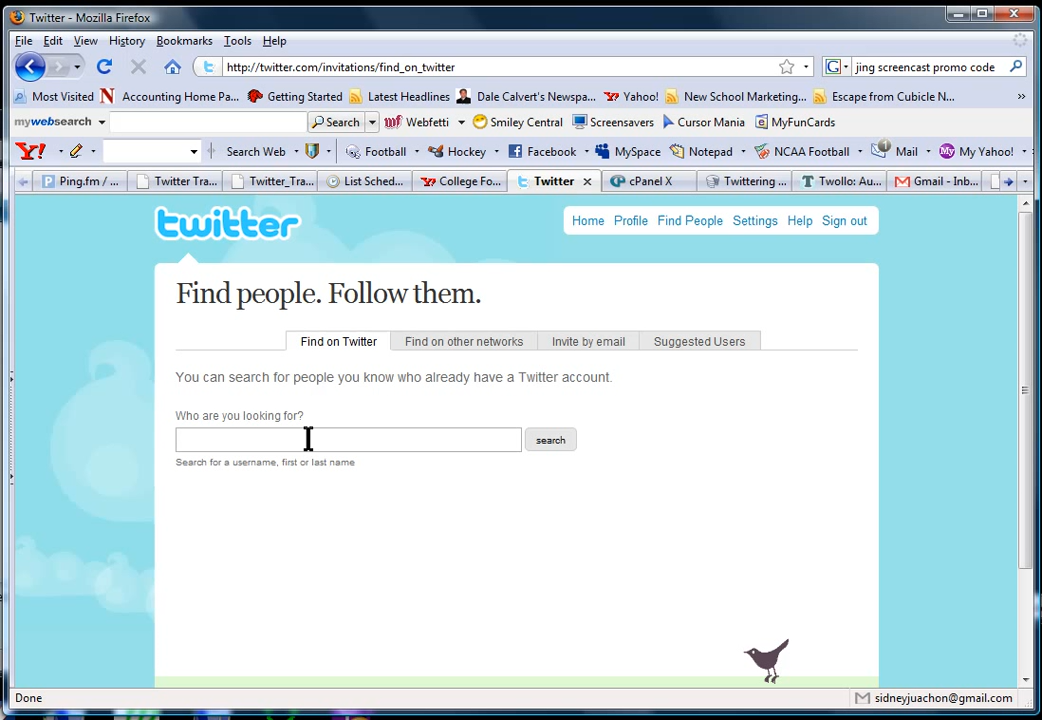 Twitter - Mozilla Firefox
File Edit View History Bookmarks Tools Help
http://twitter.com/invitations/find_on_twitter G jing screencast promo code
Most Visited N Accounting Home Pa... Getting Started Latest Headlines Dale Calvert's Newspa... Yahoo! New School Marketing... Escape from Cubicle N... »
mywebsearch Search Webfetti Smiley Central Screensavers Cursor Mania MyFunCards
Y! Search Web Football Hockey Facebook MySpace Notepad NCAA Football Mail My Yahoo!
Ping.fm / ... Twitter Tra... Twitter_Tra... List Sched... College Fo... Twitter cPanel X Twittering ... Twollo: Au... Gmail - Inb...
twitter
Home Profile Find People Settings Help Sign out
Find people. Follow them.
Find on Twitter Find on other networks Invite by email Suggested Users
You can search for people you know who already have a Twitter account.
Who are you looking for?
search
Search for a username, first or last name
Done sidneyjuachon@gmail.com